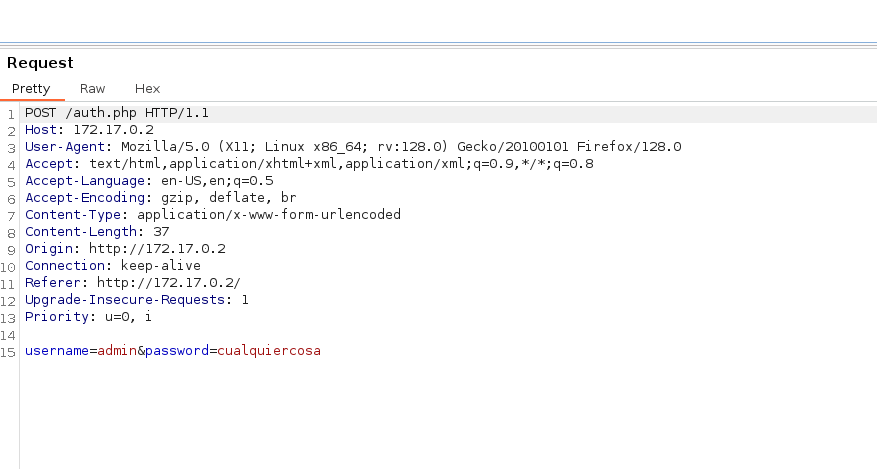 Request
Pretty Raw Hex
1 POST /auth.php HTTP/1.1
2 Host: 172.17.0.2
3 User-Agent: Mozilla/5.0 (X11; Linux x86_64; rv:128.0) Gecko/20100101 Firefox/128.0
4 Accept: text/html,application/xhtml+xml,application/xml;q=0.9,*/*;q=0.8
5 Accept-Language: en-US,en;q=0.5
6 Accept-Encoding: gzip, deflate, br
7 Content-Type: application/x-www-form-urlencoded
8 Content-Length: 37
9 Origin: http://172.17.0.2
10 Connection: keep-alive
11 Referer: http://172.17.0.2/
12 Upgrade-Insecure-Requests: 1
13 Priority: u=0, i
14
15 username=admin&password=cualquiercosa